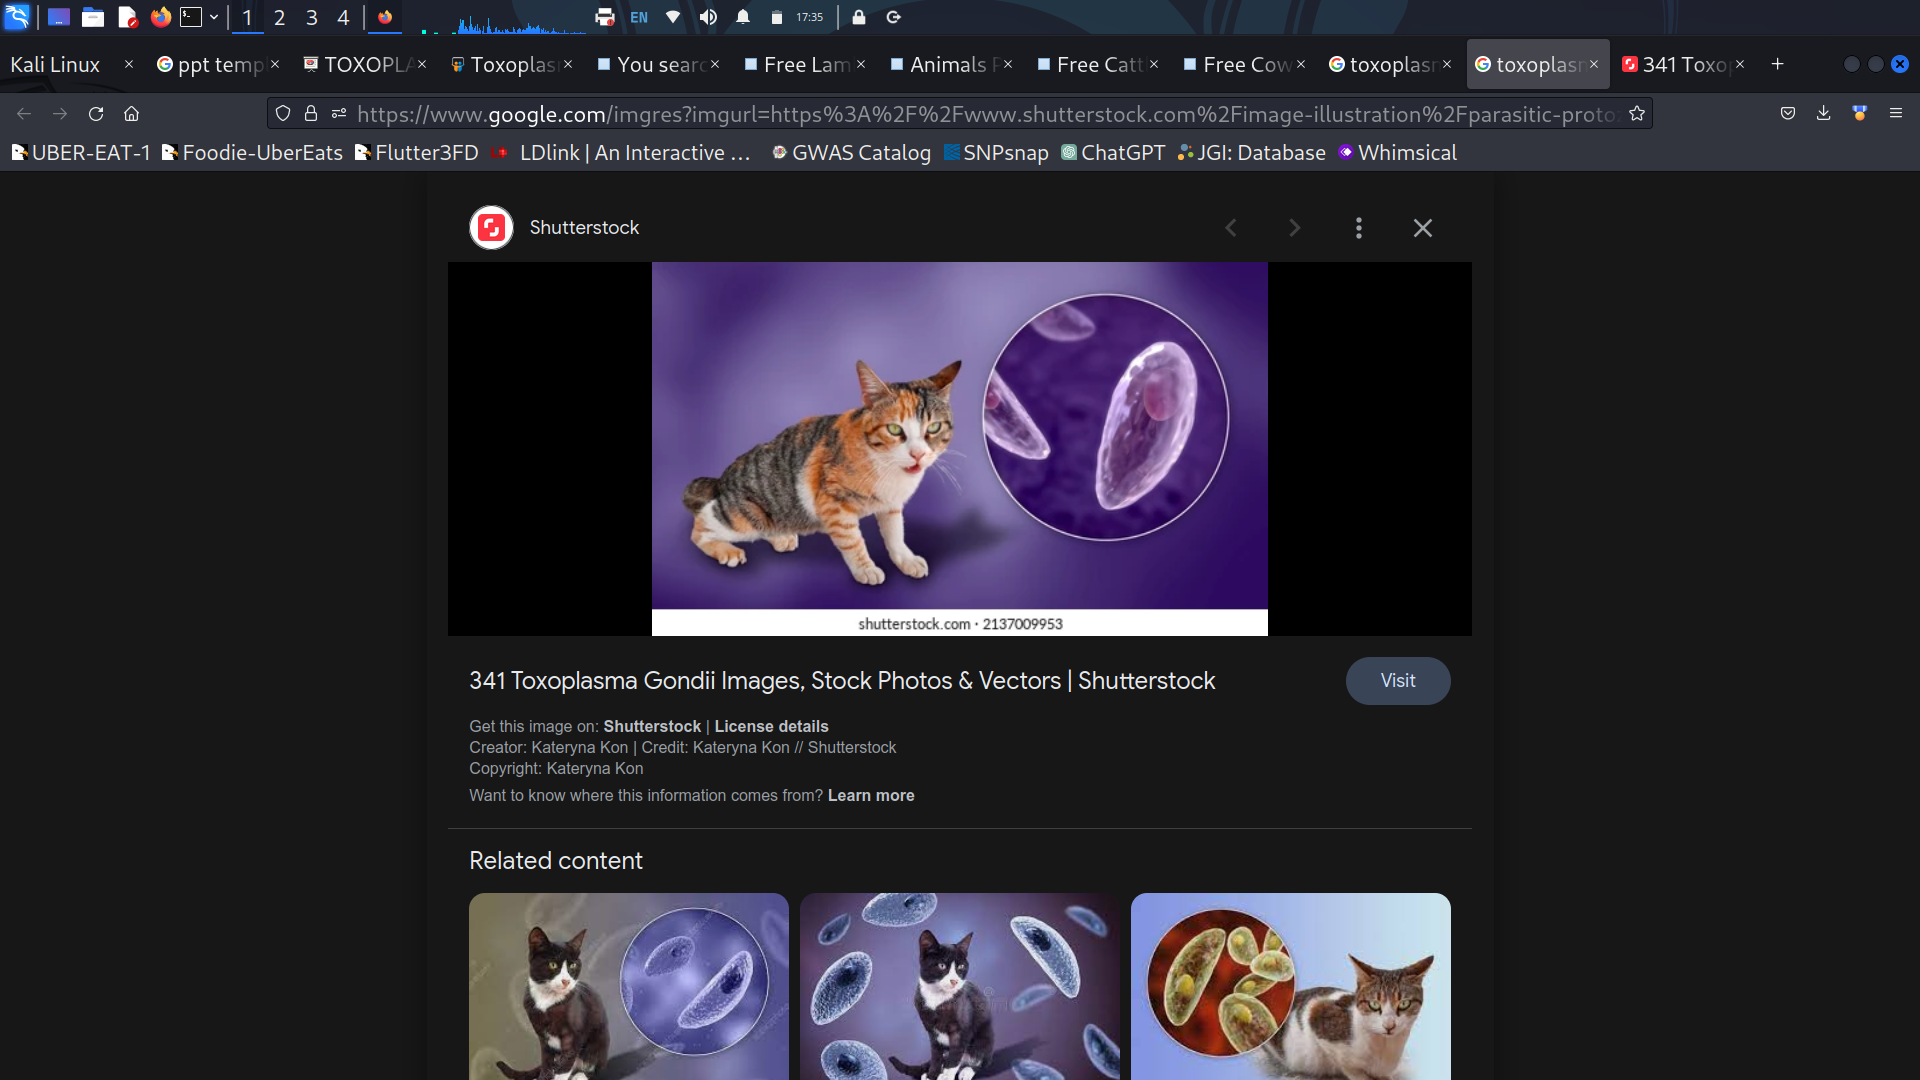 1 2 3 4 EN 17:35
Kali Linux ppt temp TOXOPLA Toxoplas You searc Free Lam Animals Free Catt Free Cow toxoplasn toxoplasn 341 Toxo
https://www.google.com/imgres?imgurl=https%3A%2F%2Fwww.shutterstock.com%2Fimage-illustration%2Fparasitic-proto
UBER-EAT-1 Foodie-UberEats Flutter3FD LDlink | An Interactive ... GWAS Catalog SNPsnap ChatGPT JGI: Database Whimsical
Shutterstock
shutterstock.com · 2137009953
341 Toxoplasma Gondii Images, Stock Photos & Vectors | Shutterstock
Visit
Get this image on: Shutterstock | License details
Creator: Kateryna Kon | Credit: Kateryna Kon // Shutterstock
Copyright: Kateryna Kon
Want to know where this information comes from? Learn more
Related content